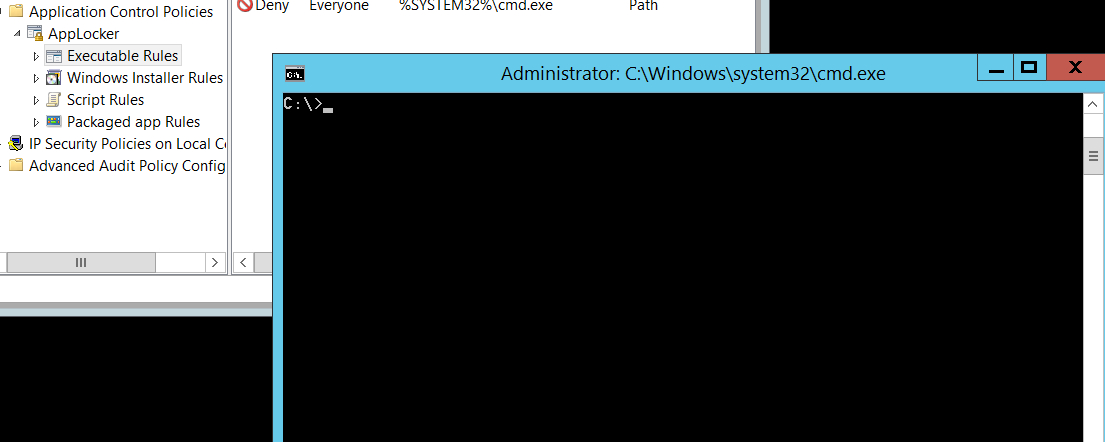 Application Control Policies
Deny Everyone %SYSTEM32%\cmd.exe Path
AppLocker
Executable Rules
Windows Installer Rules
Script Rules
Packaged app Rules
IP Security Policies on Local C
Advanced Audit Policy Config
C:\.
Administrator: C:\Windows\system32\cmd.exe
C:\>